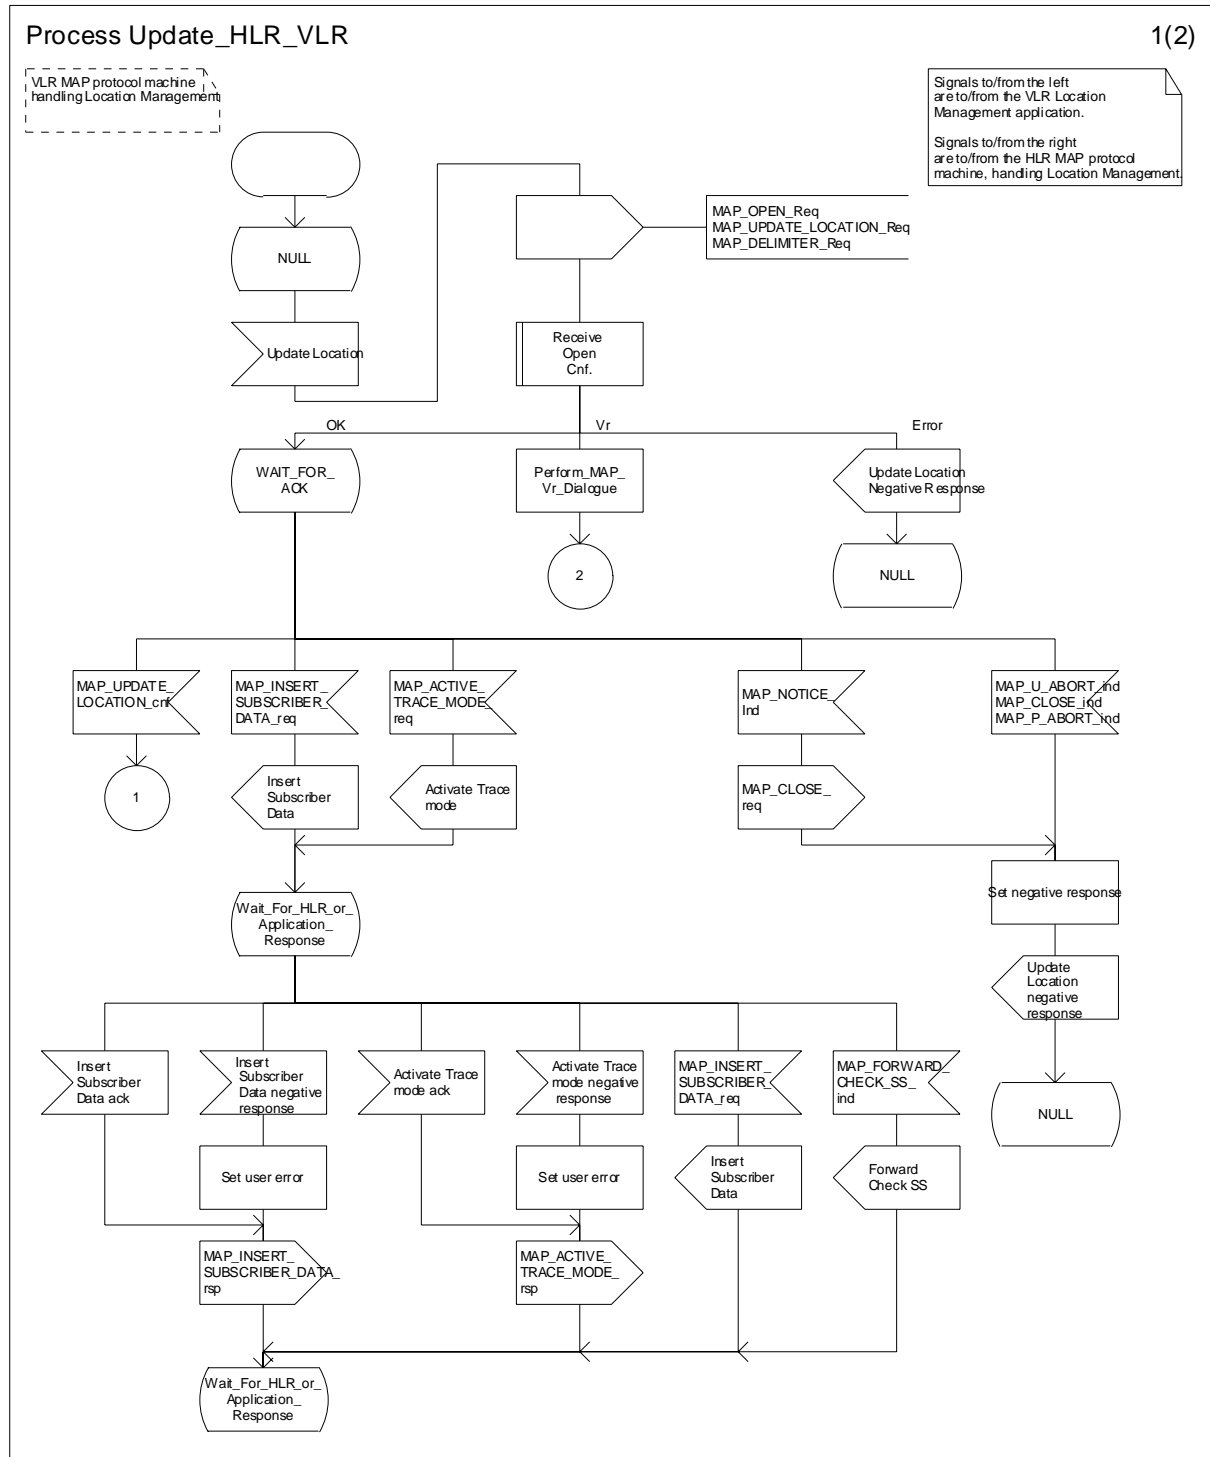 Process Update_HLR_VLR
1(2)
VLR MAP protocol machine
handling Location Management
Signals to/from the left
are to/from the VLR Location
Management application.
Signals to/from the right
are to/from the HLR MAP protocol
machine, handling Location Management.
NULL
MAP_OPEN_Req
MAP_UPDATE_LOCATION_Req
MAP_DELIMITER_Req
Update Location
Receive
Open
Cnf.
OK
Vr
Error
WAIT_FOR_
ACK
Perform_MAP_
Vr_Dialogue
Update Location
Negative Response
2
NULL
MAP_UPDATE_
LOCATION_cnf
MAP_INSERT_
SUBSCRIBER_
DATA_req
MAP_ACTIVE_
TRACE_MODE_
req
MAP_NOTICE_
Ind
MAP_U_ABORT_ind
MAP_CLOSE_ind
MAP_P_ABORT_ind
1
Insert
Subscriber
Data
Activate Trace
mode
MAP_CLOSE_
req
Set negative response
Wait_For_HLR_or_
Application_
Response
Update
Location
negative
response
Insert
Subscriber
Data ack
Insert
Subscriber
Data negative
response
Activate Trace
mode ack
Activate Trace
mode negative
response
MAP_INSERT_
SUBSCRIBER_
DATA_req
MAP_FORWARD_
CHECK_SS_
ind
NULL
Set user error
Set user error
Insert
Subscriber
Data
Forward
Check SS
MAP_INSERT_
SUBSCRIBER_DATA_
rsp
MAP_ACTIVE_
TRACE_MODE_
rsp
Wait_For_HLR_or_
Application_
Response